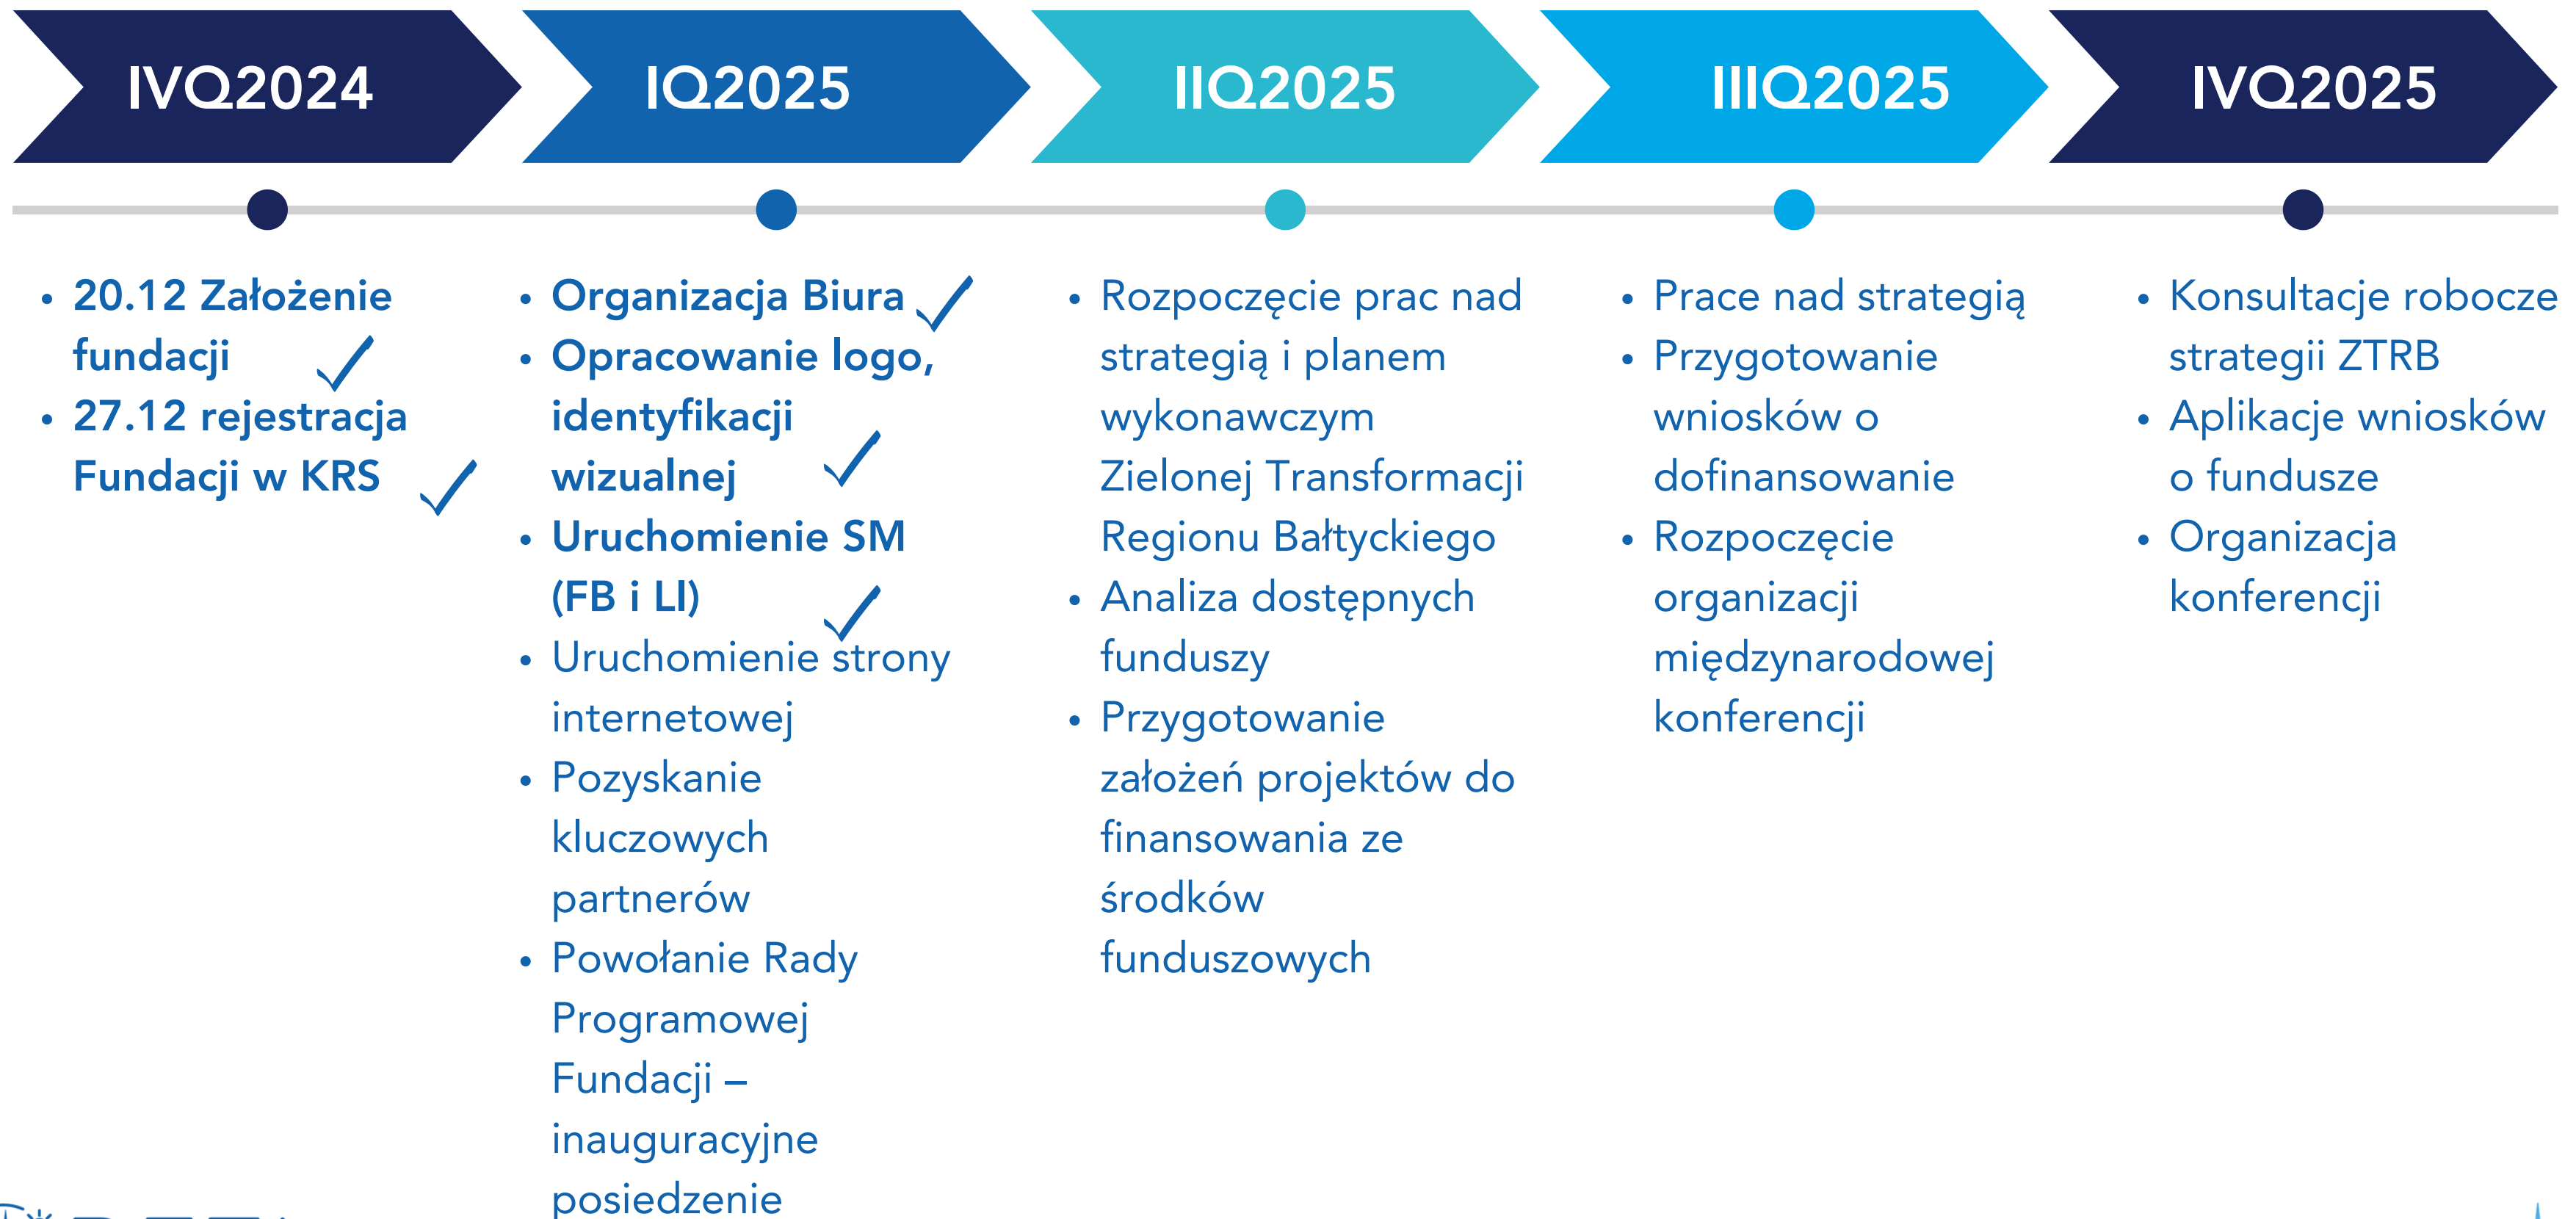 IVQ2024
IQ2025
IIQ2025
IIIQ2025
IVQ2025
• 20.12 Założenie
fundacji
• 27.12 rejestracja
Fundacji w KRS
• Organizacja Biura
• Opracowanie logo,
identyfikacji
wizualnej
• Uruchomienie SM
(FB i LI)
• Uruchomienie strony
internetowej
• Pozyskanie
kluczowych
partnerów
• Powołanie Rady
Programowej
Fundacji –
inauguracyjne
posiedzenie
• Rozpoczęcie prac nad
strategią i planem
wykonawczym
Zielonej Transformacji
Regionu Bałtyckiego
• Analiza dostępnych
funduszy
• Przygotowanie
założeń projektów do
finansowania ze
środków
funduszowych
• Prace nad strategią
• Przygotowanie
wniosków o
dofinansowanie
• Rozpoczęcie
organizacji
międzynarodowej
konferencji
• Konsultacje robocze
strategii ZTRB
• Aplikacje wniosków
o fundusze
• Organizacja
konferencji